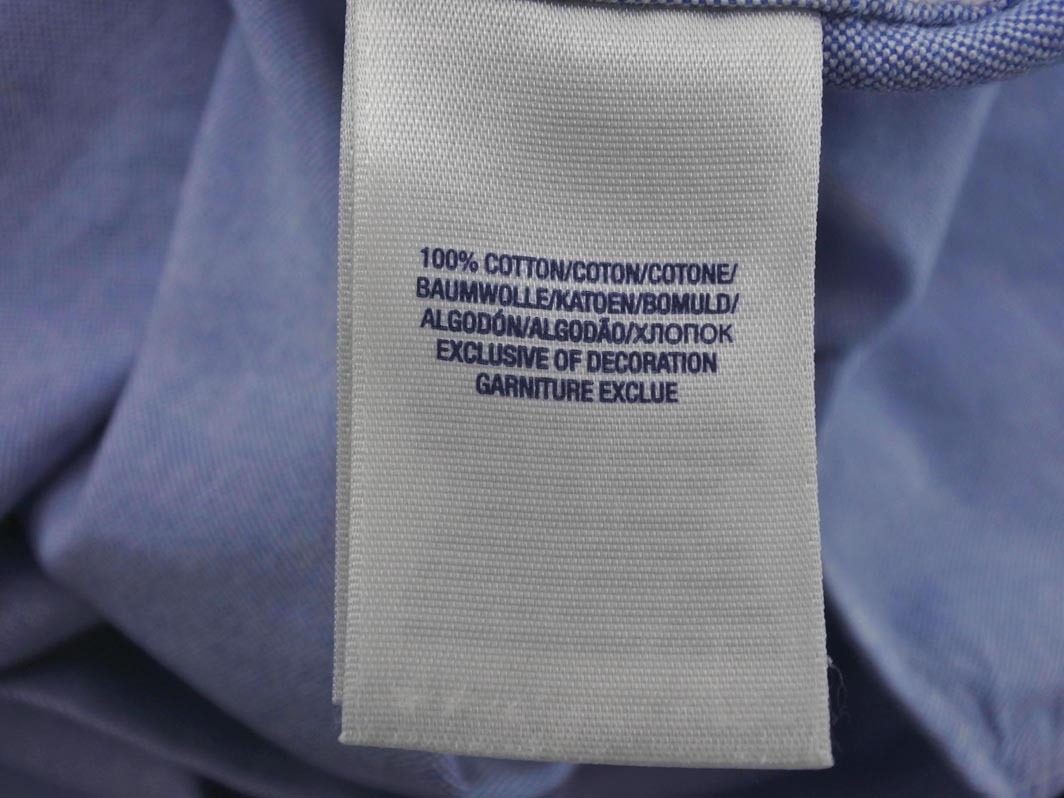 100% COTTON/COTON/COTONE/
BAUMWOLLE/KATOEN/BOMULD/
ALGODÓN/ALGODÃO/ХЛОПОК
EXCLUSIVE OF DECORATION
GARNITURE EXCLUE